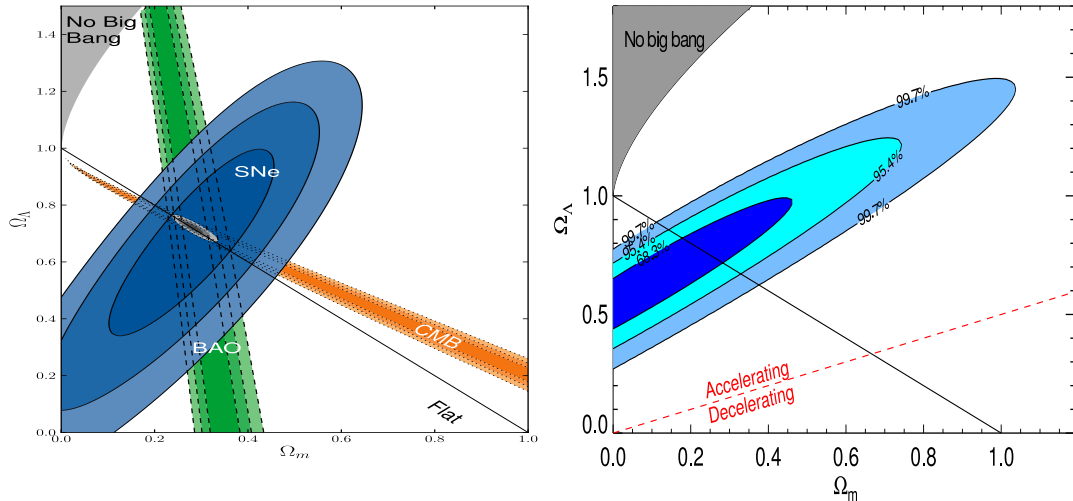 No Big
Bang
1.4
1.2
1.0
0.8
0.6
0.4
0.2
0.0
Ω_Λ
SNe
BAO
CMB
Flat
0.0
0.2
0.4
0.6
0.8
1.0
Ω_m
No big bang
1.5
1.0
0.5
0.0
Ω_Λ
99.7%
95.4%
99.7%
99.7%
95.4%
68.3%
Accelerating
Decelerating
0.0
0.2
0.4
0.6
0.8
1.0
Ω_m